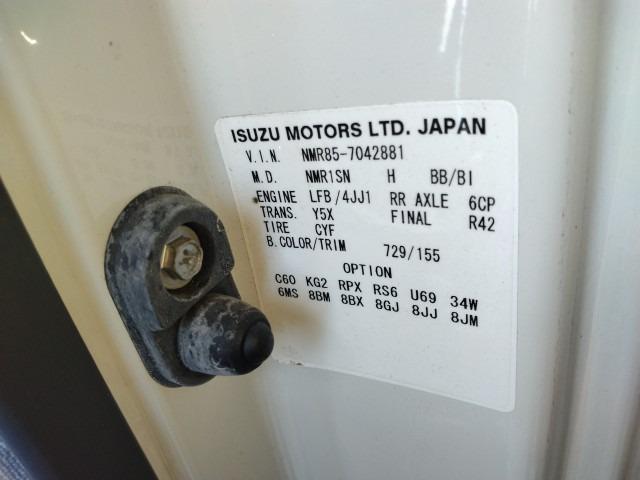 ISUZU MOTORS LTD. JAPAN
V.I.N. NMR85-7042881
M.D. NMR1SN H BB/BI
ENGINE LFB/4JJ1 RR AXLE 6CP
TRANS. Y5X FINAL R42
TIRE CYF
B.COLOR/TRIM 729/155
OPTION
C60 KG2 RPX RS6 U69 34W
6MS 8BM 8BX 8GJ 8JJ 8JM